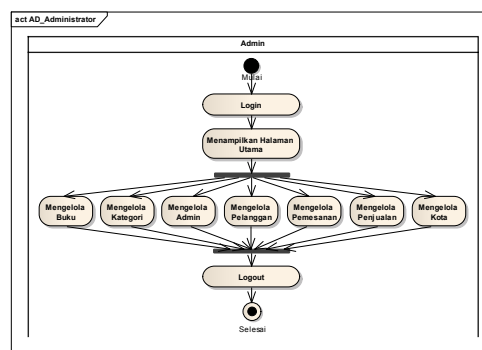 act AD_Administrator
Admin
Mulai
Login
Menampilkan Halaman
Utama
Mengelola
Buku
Mengelola
Kategori
Mengelola
Admin
Mengelola
Pelanggan
Mengelola
Pemesanan
Mengelola
Penjualan
Mengelola
Kota
Logout
Selesai